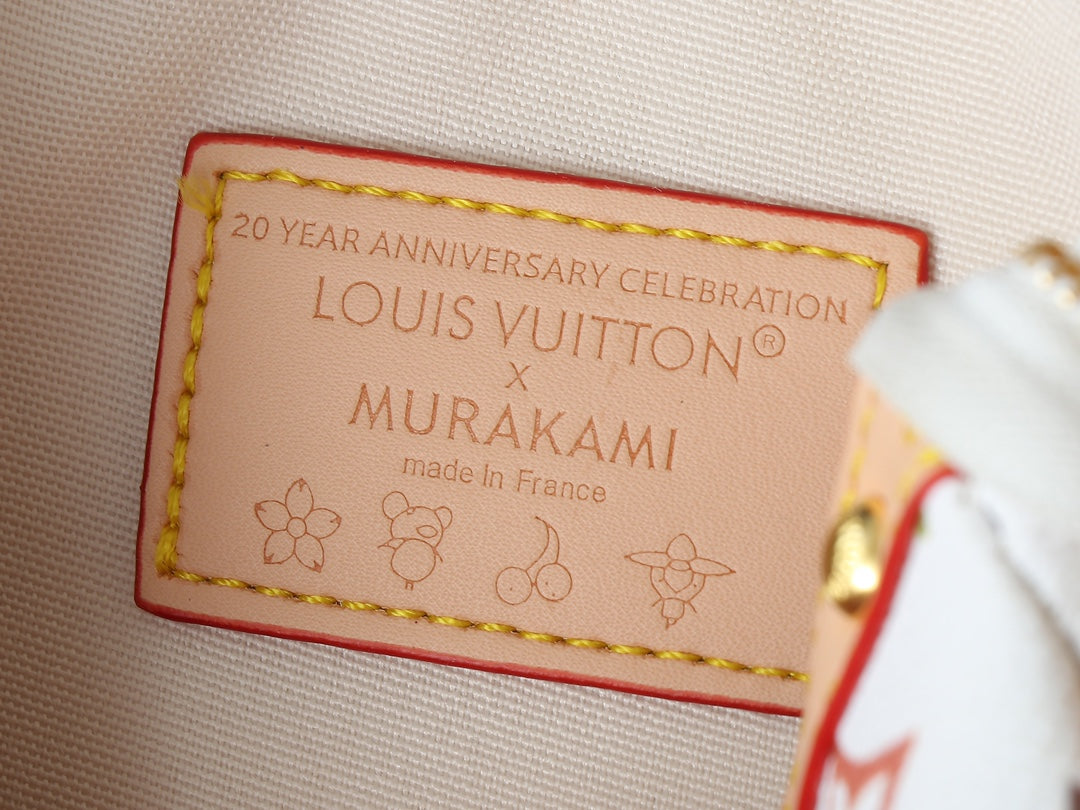 20 YEAR ANNIVERSARY CELEBRATION
LOUIS VUITTON®
x
MURAKAMI
made In France